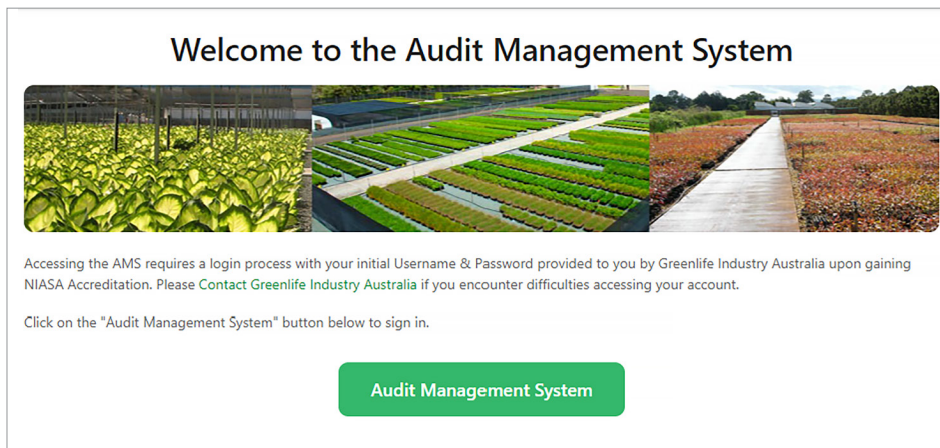 Welcome to the Audit Management System
Accessing the AMS requires a login process with your initial Username & Password provided to you by Greenlife Industry Australia upon gaining
NIASA Accreditation. Please Contact Greenlife Industry Australia if you encounter difficulties accessing your account.
Click on the "Audit Management System" button below to sign in.
Audit Management System